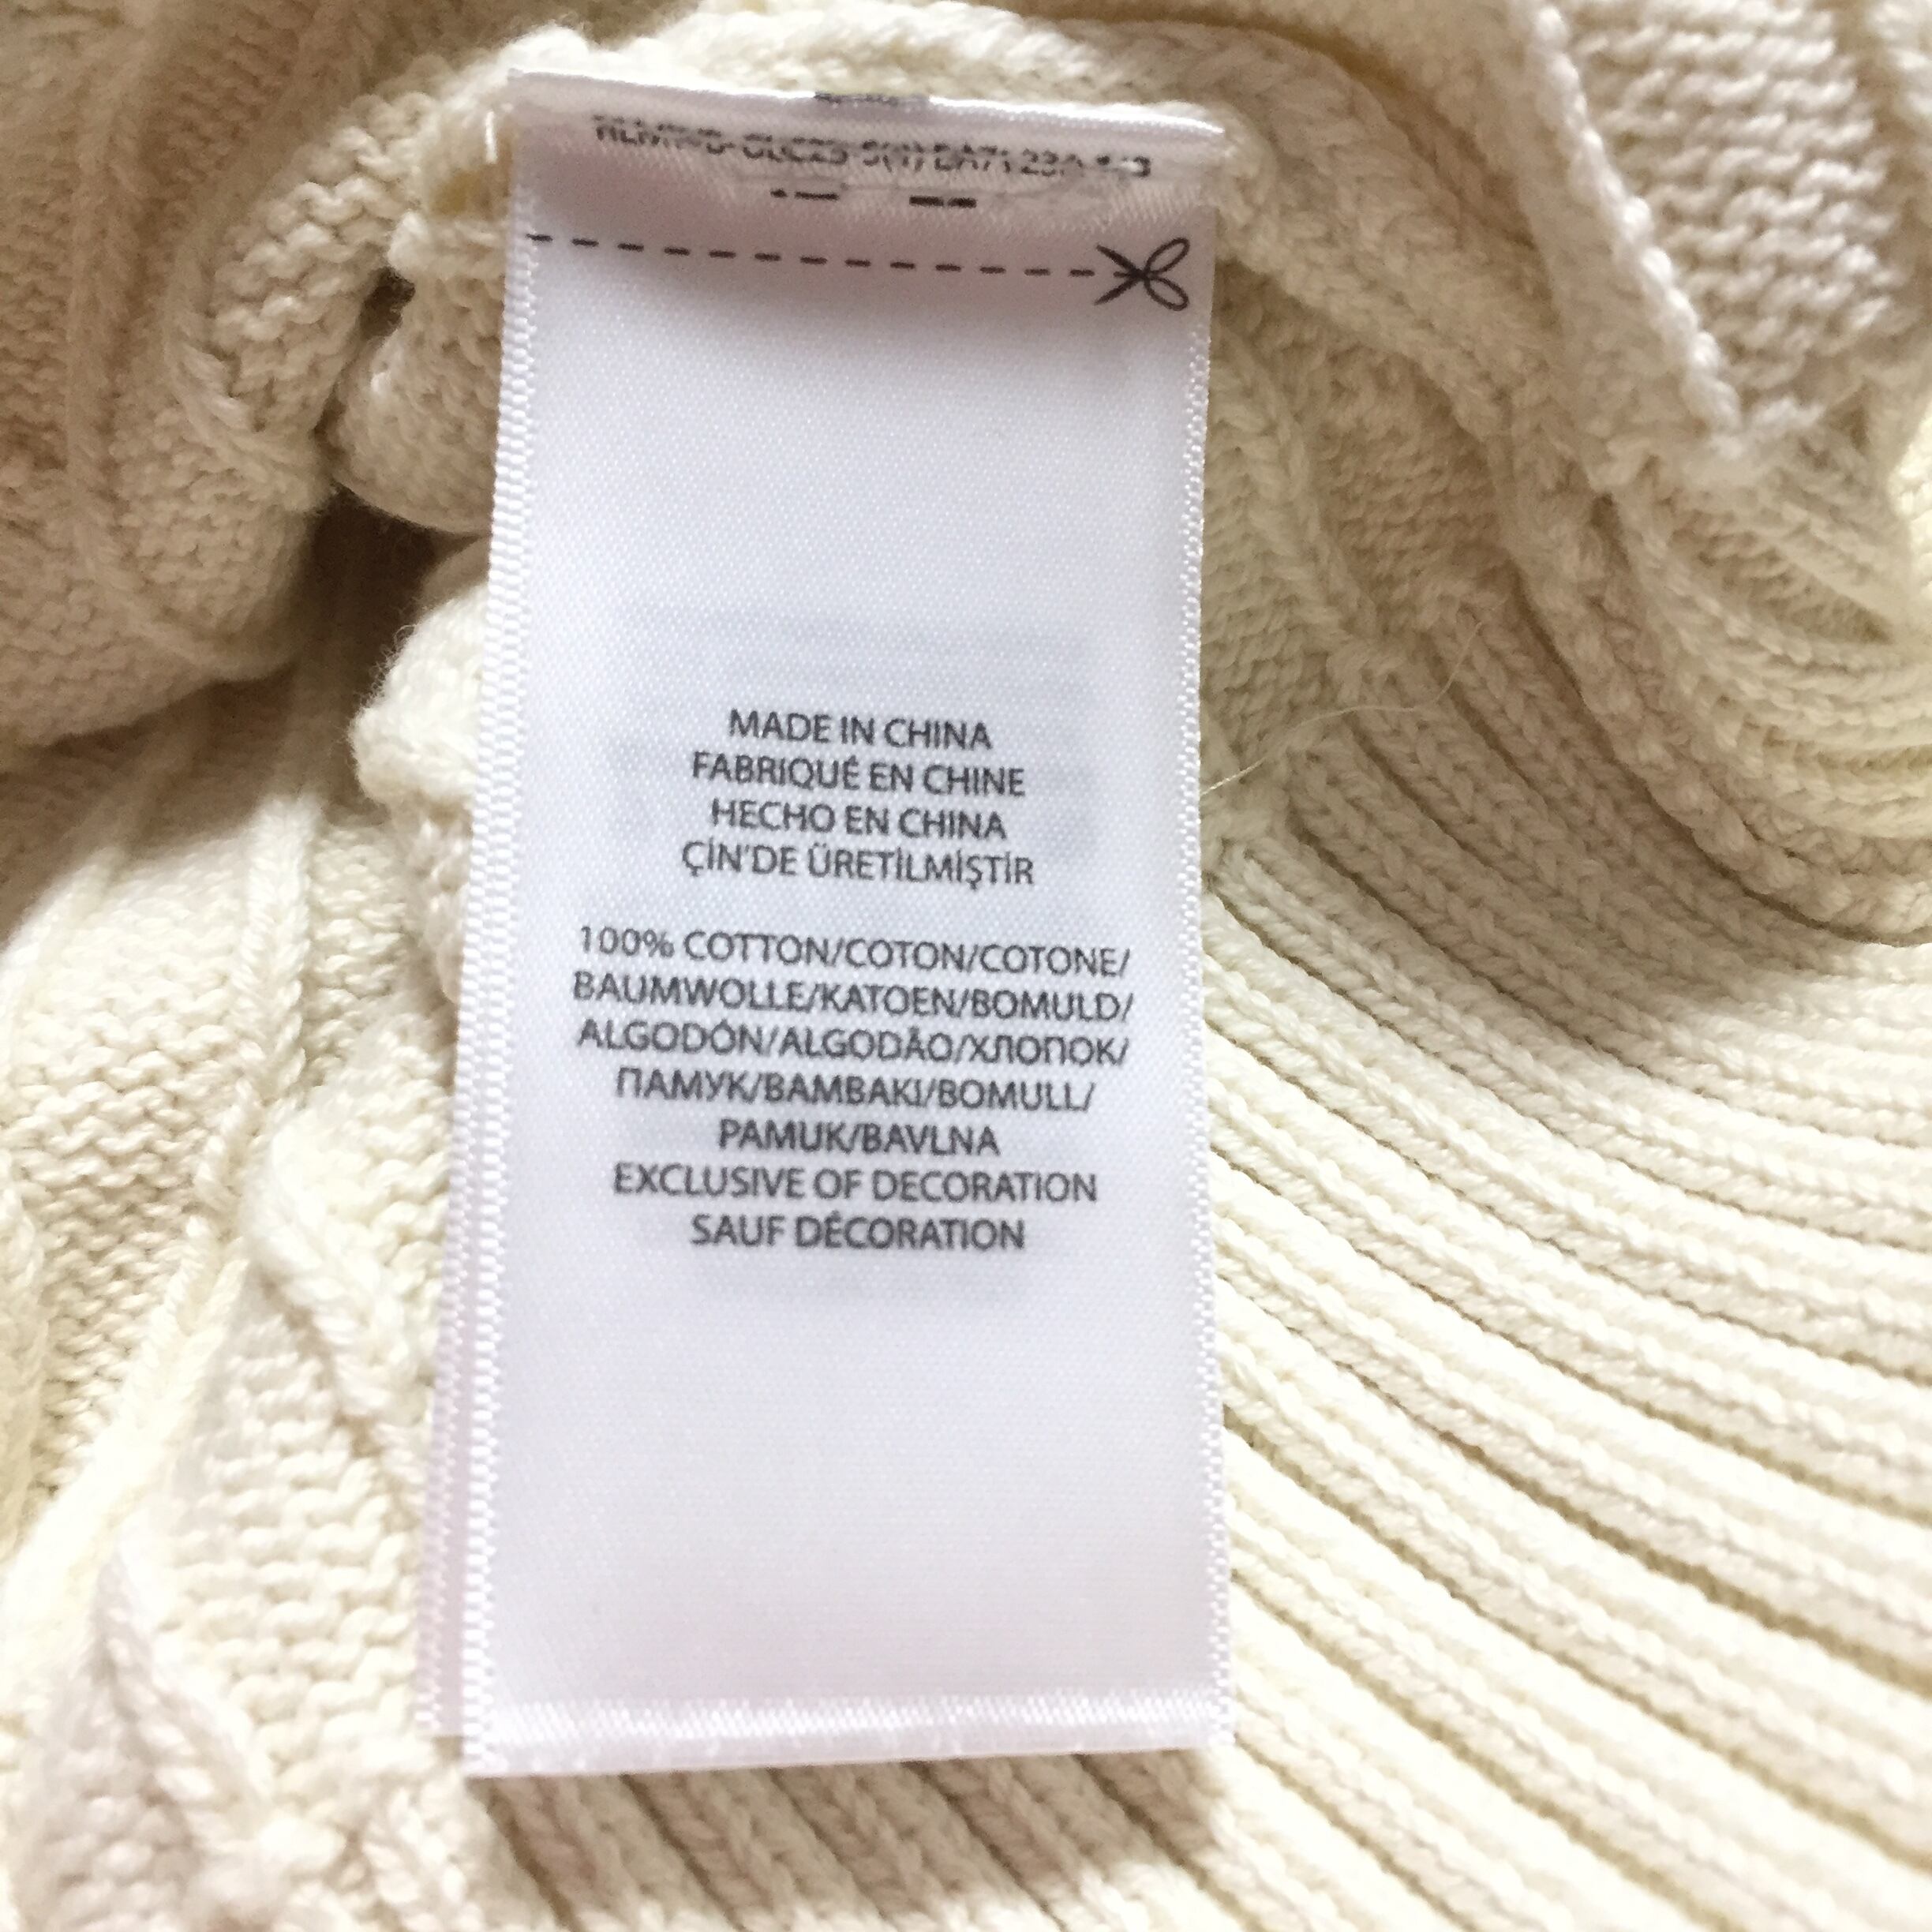 MADE IN CHINA
FABRIQUÉ EN CHINE
HECHO EN CHINA
ÇİN'DE ÜRETİLMİŞTİR
100% COTTON/COTON/COTONE/
BAUMWOLLE/KATOEN/BOMULD/
ALGODÓN/ALGODÃO/ХЛОПОК/
ПАМУК/ΒΑΜΒΑΚΙ/BOMULL/
PAMUK/BAVLNA
EXCLUSIVE OF DECORATION
SAUF DÉCORATION